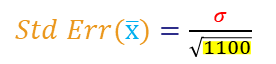 Std Err(x̅) = σ / √1100